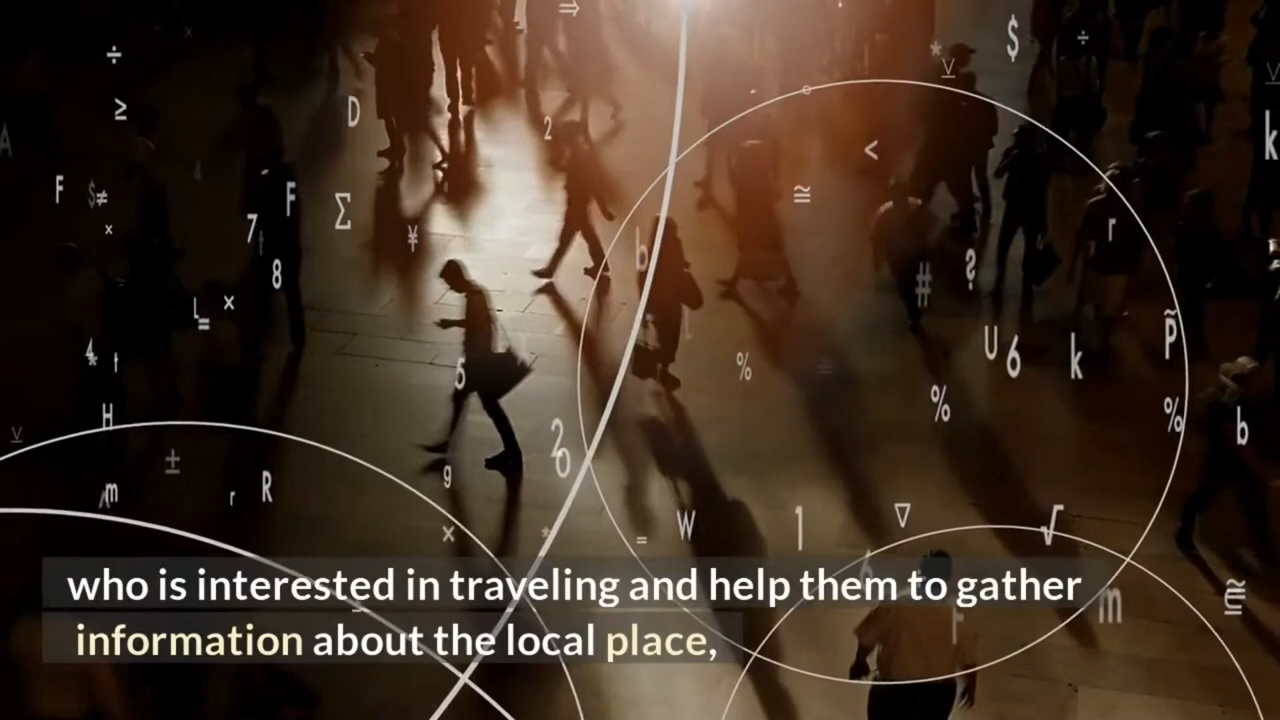 who is interested in traveling and help them to gather
information about the local place,